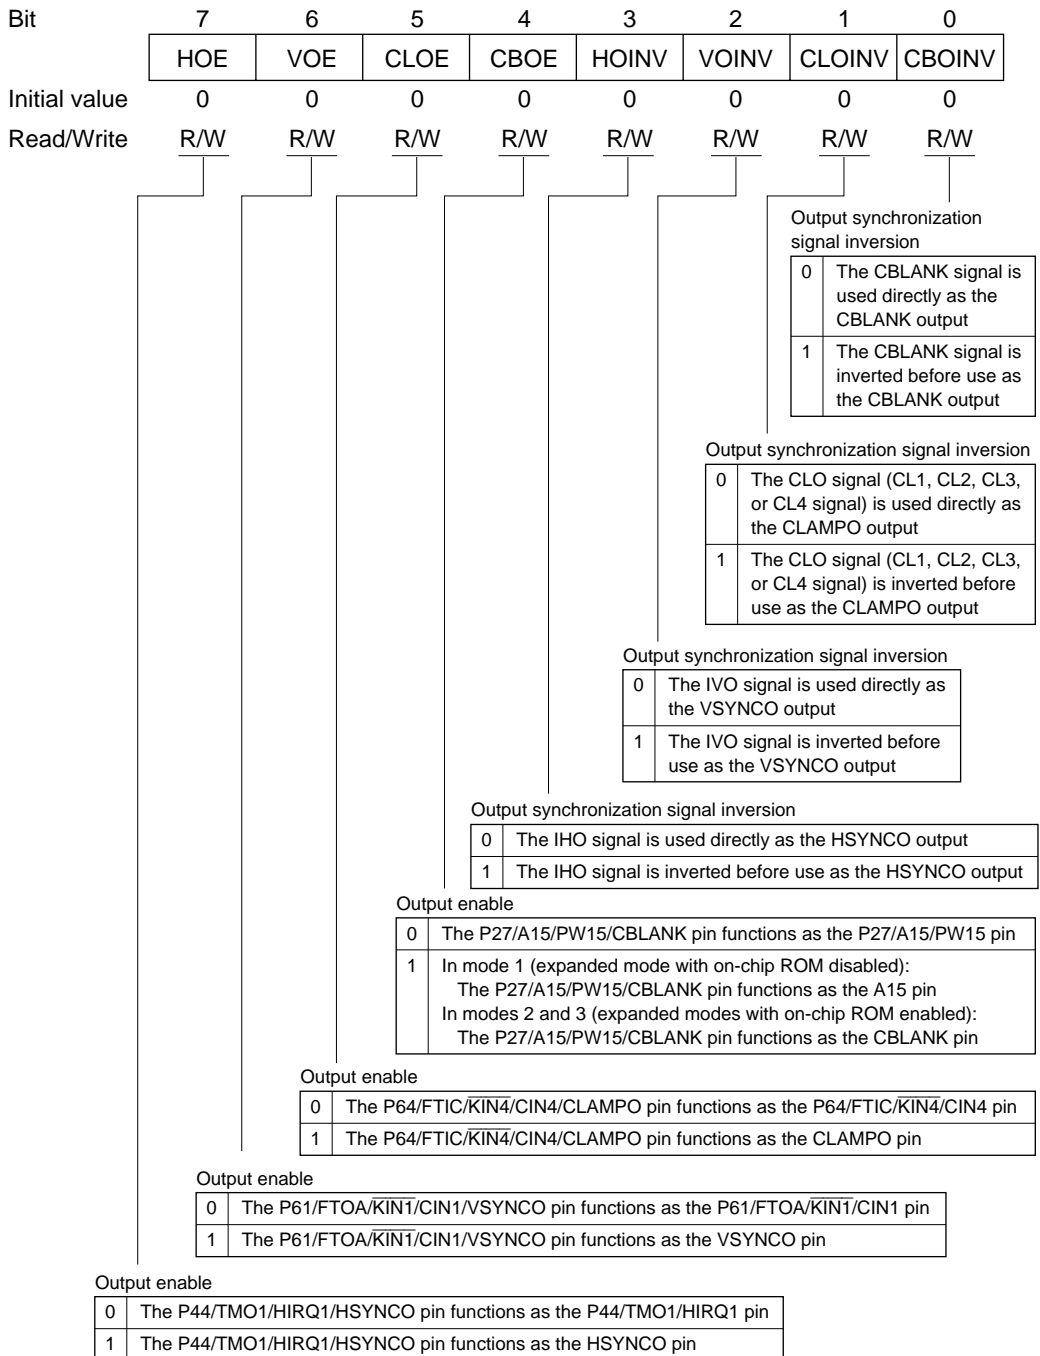 Bit 7 6 5 4 3 2 1 0
HOE VOE CLOE CBOE HOINV VOINV CLOINV CBOINV
Initial value 0 0 0 0 0 0 0 0
Read/Write R/W R/W R/W R/W R/W R/W R/W R/W
Output synchronization
signal inversion
0 The CBLANK signal is
used directly as the
CBLANK output
1 The CBLANK signal is
inverted before use as
the CBLANK output
Output synchronization signal inversion
0 The CLO signal (CL1, CL2, CL3,
or CL4 signal) is used directly as
the CLAMPO output
1 The CLO signal (CL1, CL2, CL3,
or CL4 signal) is inverted before
use as the CLAMPO output
Output synchronization signal inversion
0 The IVO signal is used directly as
the VSYNCO output
1 The IVO signal is inverted before
use as the VSYNCO output
Output synchronization signal inversion
0 The IHO signal is used directly as the HSYNCO output
1 The IHO signal is inverted before use as the HSYNCO output
Output enable
0 The P27/A15/PW15/CBLANK pin functions as the P27/A15/PW15 pin
1 In mode 1 (expanded mode with on-chip ROM disabled):
The P27/A15/PW15/CBLANK pin functions as the A15 pin
In modes 2 and 3 (expanded modes with on-chip ROM enabled):
The P27/A15/PW15/CBLANK pin functions as the CBLANK pin
Output enable
0 The P64/FTIC/K̅I̅N̅4̅/CIN4/CLAMPO pin functions as the P64/FTIC/K̅I̅N̅4̅/CIN4 pin
1 The P64/FTIC/K̅I̅N̅4̅/CIN4/CLAMPO pin functions as the CLAMPO pin
Output enable
0 The P61/FTOA/K̅I̅N̅1̅/CIN1/VSYNCO pin functions as the P61/FTOA/K̅I̅N̅1̅/CIN1 pin
1 The P61/FTOA/K̅I̅N̅1̅/CIN1/VSYNCO pin functions as the VSYNCO pin
Output enable
0 The P44/TMO1/HIRQ1/HSYNCO pin functions as the P44/TMO1/HIRQ1 pin
1 The P44/TMO1/HIRQ1/HSYNCO pin functions as the HSYNCO pin